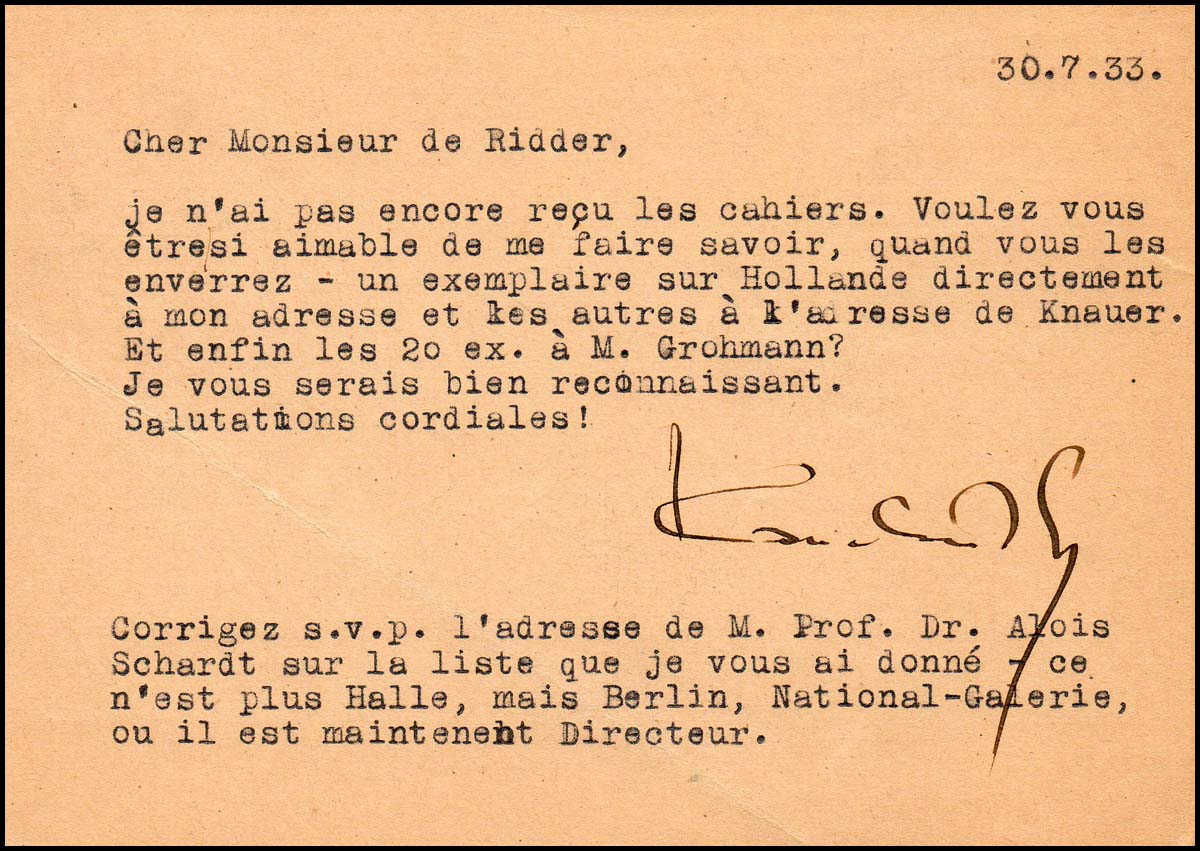 30.7.33.
Cher Monsieur de Ridder,
je n'ai pas encore reçu les cahiers. Voulez vous
êtresi aimable de me faire savoir, quand vous les
enverrez - un exemplaire sur Hollande directement
à mon adresse et les autres à l'adresse de Knauer.
Et enfin les 20 ex. à M. Grohmann?
Je vous serais bien reconnaissant.
Salutations cordiales!
Kandinsky
Corrigez s.v.p. l'adresse de M. Prof. Dr. Alois
Schardt sur la liste que je vous ai donné - ce
n'est plus Halle, mais Berlin, National-Galerie,
ou il est maintenent Directeur.